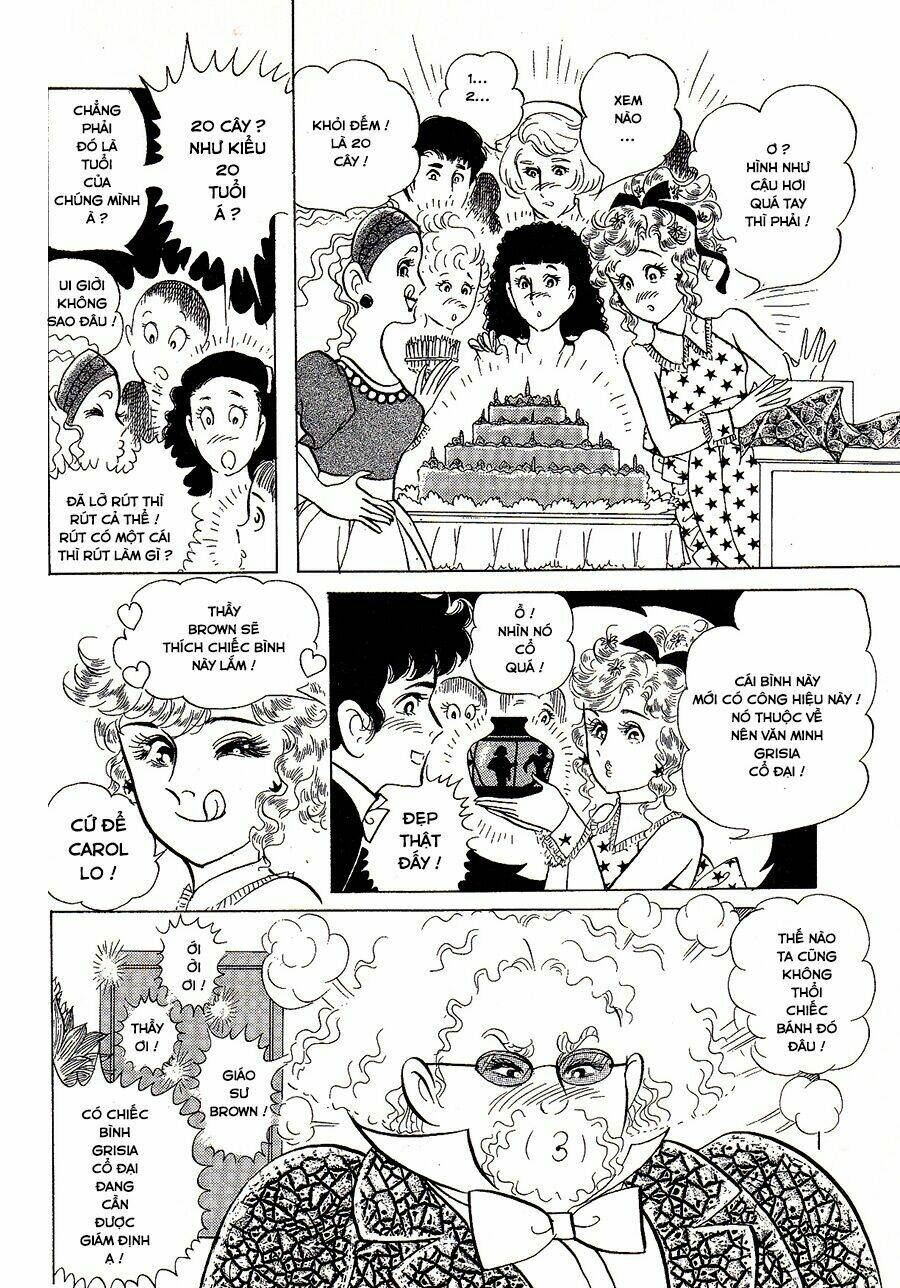 Ơ ?
HÌNH NHƯ
CẬU HƠI
QUÁ TAY
THÌ PHẢI !
XEM
NÀO
...
1...
2...
KHỎI ĐẾM !
LÀ 20
CÂY !
20 CÂY ?
NHƯ KIỂU
20
TUỔI
Á ?
CHẲNG
PHẢI
ĐÓ LÀ
TUỔI
CỦA
CHÚNG MÌNH
À ?
UI GIỜI
KHÔNG
SAO ĐÂU !
ĐÃ LỠ RÚT THÌ
RÚT CẢ THỂ !
RÚT CÓ MỘT CÁI
THÌ RÚT LÀM GÌ ?
CÁI BÌNH NÀY
MỚI CÓ CÔNG HIỆU NÀY !
NÓ THUỘC VỀ
NÊN VĂN MINH
GRISIA
CỔ ĐẠI !
Ồ !
NHÌN NÓ
CỔ
QUÁ !
ĐẸP
THẬT
ĐẤY !
THẦY
BROWN SẼ
THÍCH CHIẾC BÌNH
NÀY LẮM !
CỨ ĐỂ
CAROL
LO !
THẾ NÀO
TA CŨNG
KHÔNG
THỔI
CHIẾC
BÁNH ĐÓ
ĐÂU !
ỚI
ỜI
ƠI !
THẦY
ƠI !
GIÁO
SƯ
BROWN !
CÓ CHIẾC
BÌNH
GRISIA
CỔ ĐẠI
ĐANG
CẦN
ĐƯỢC
GIÁM ĐỊNH
Ạ !